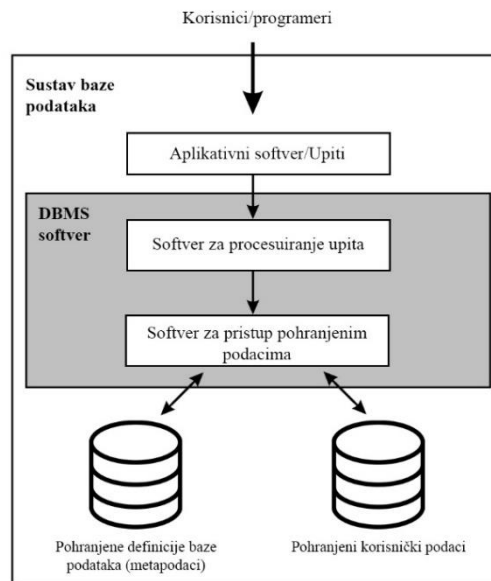 Korisnici/programeri
Sustav baze
podataka
Aplikativni softver/Upiti
DBMS
softver
Softver za procesuiranje upita
Softver za pristup pohranjenim
podacima
Pohranjene definicije baze
podataka (metapodaci)
Pohranjeni korisnički podaci